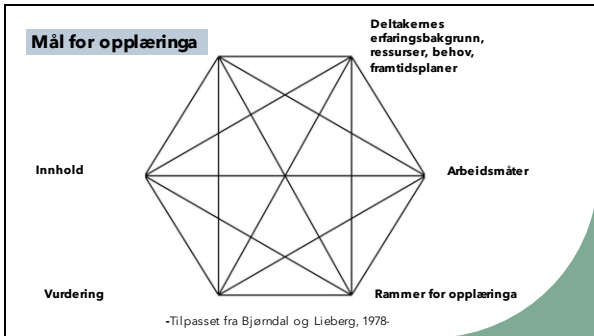 Mål for opplæringa
Deltakernes
erfaringsbakgrunn,
ressurser, behov,
framtidsplaner
Innhold
Arbeidsmåter
Vurdering
Rammer for opplæringa
-Tilpasset fra Bjørndal og Lieberg, 1978-